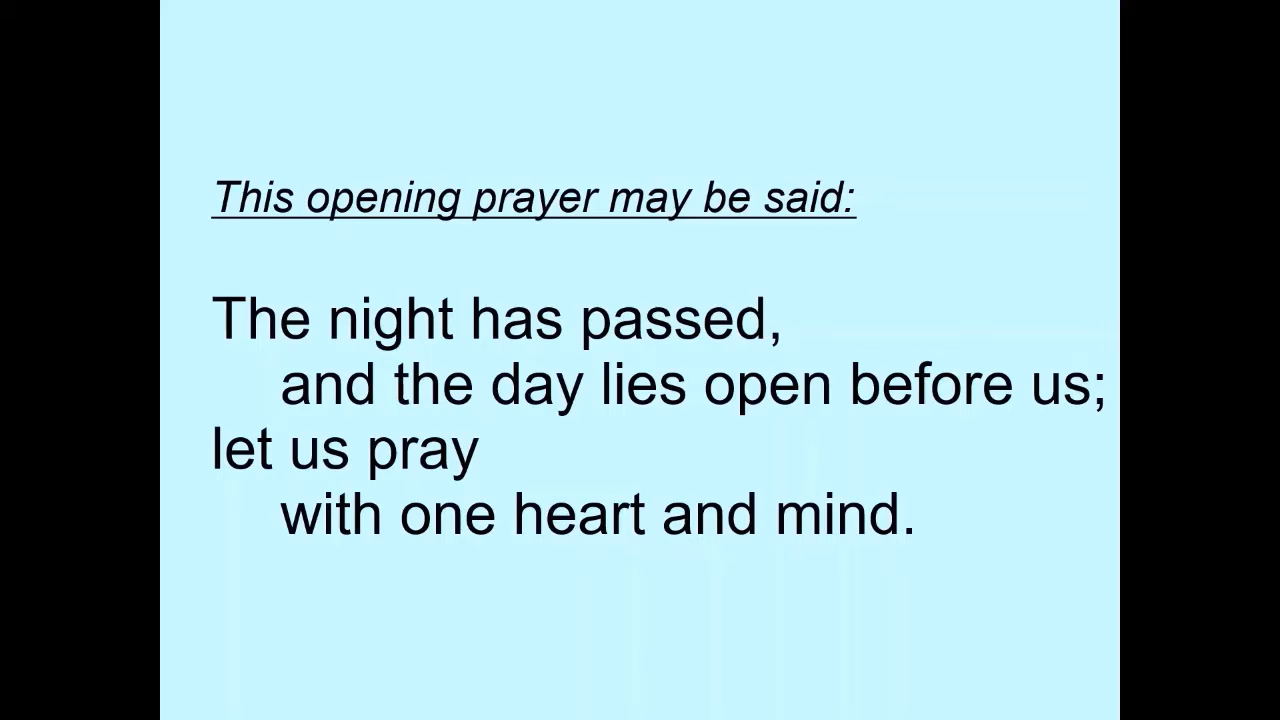 This opening prayer may be said:
The night has passed,
and the day lies open before us;
let us pray
with one heart and mind.